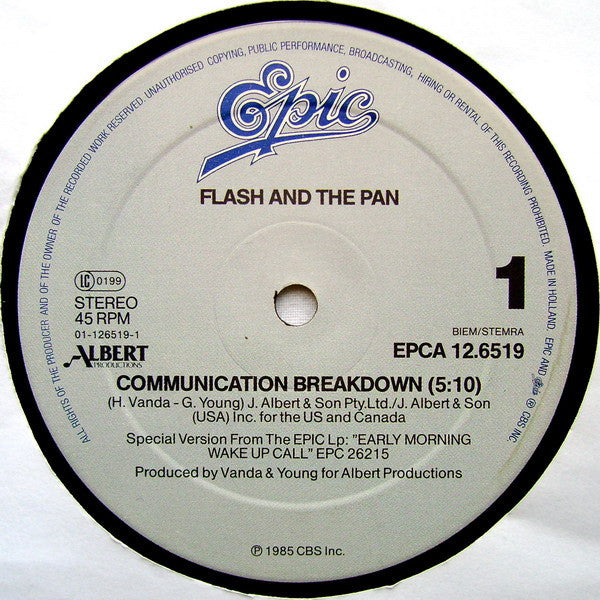 ALL RIGHTS OF THE PRODUCER AND OF THE OWNER OF THE RECORDED WORK RESERVED. UNAUTHORISED COPYING, PUBLIC PERFORMANCE, BROADCASTING, HIRING OR RENTAL OF THIS RECORDING PROHIBITED. MADE IN HOLLAND. EPIC AND ℗ CBS INC
Epic
FLASH AND THE PAN
1
LC 0199
STEREO
45 RPM
01-126519-1
BIEM/STEMRA
ALBERT
PRODUCTIONS
EPCA 12.6519
COMMUNICATION BREAKDOWN (5:10)
(H. Vanda - G. Young) J. Albert & Son Pty.Ltd./J. Albert & Son
(USA) Inc. for the US and Canada
Special Version From The EPIC Lp: "EARLY MORNING
WAKE UP CALL" EPC 26215
Produced by Vanda & Young for Albert Productions
℗ 1985 CBS Inc.